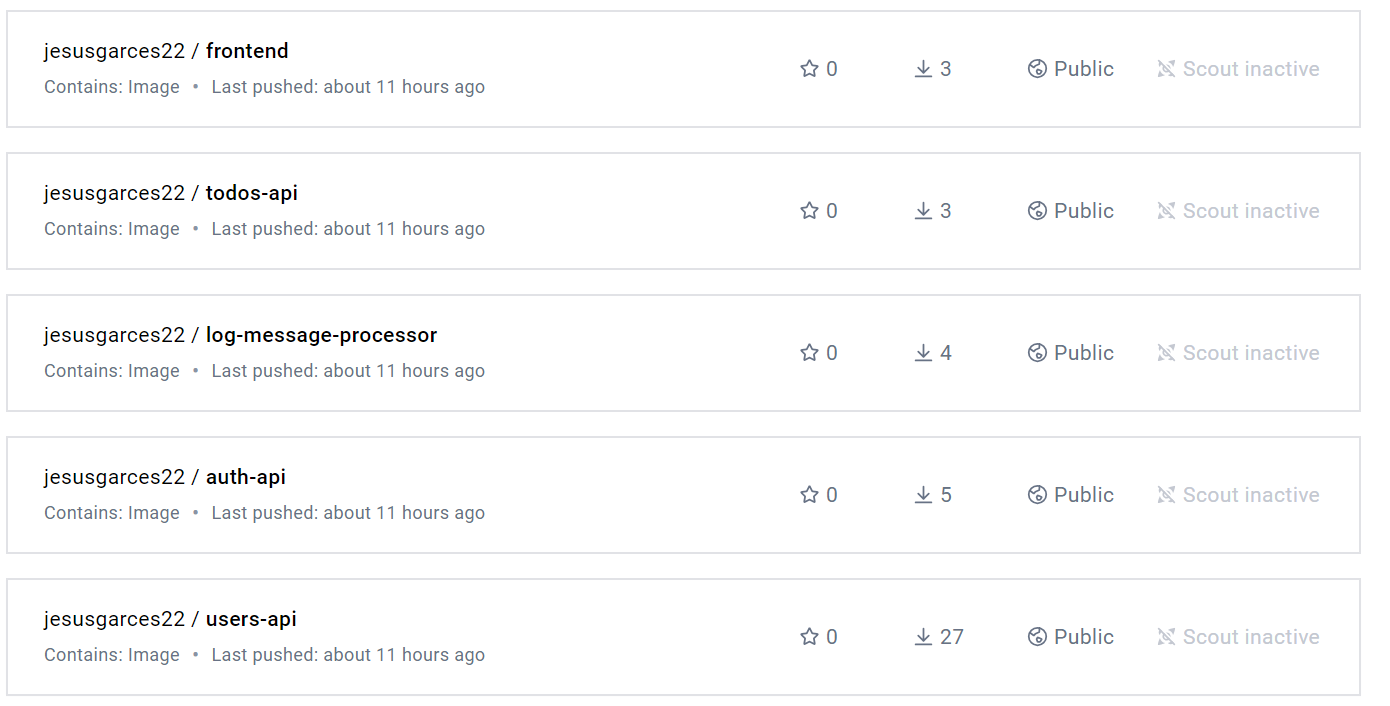 jesusgarces22 / frontend
Contains: Image • Last pushed: about 11 hours ago
0 3 Public Scout inactive
jesusgarces22 / todos-api
Contains: Image • Last pushed: about 11 hours ago
0 3 Public Scout inactive
jesusgarces22 / log-message-processor
Contains: Image • Last pushed: about 11 hours ago
0 4 Public Scout inactive
jesusgarces22 / auth-api
Contains: Image • Last pushed: about 11 hours ago
0 5 Public Scout inactive
jesusgarces22 / users-api
Contains: Image • Last pushed: about 11 hours ago
0 27 Public Scout inactive